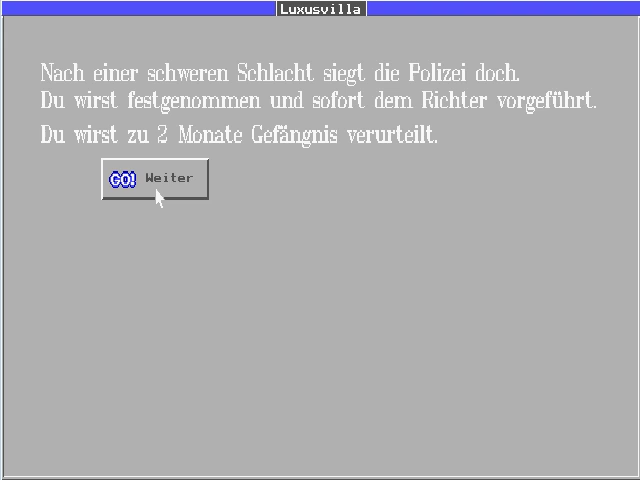 Luxusvilla
Nach einer schweren Schlacht siegt die Polizei doch.
Du wirst festgenommen und sofort dem Richter vorgeführt.
Du wirst zu 2 Monate Gefängnis verurteilt.
GO! Weiter